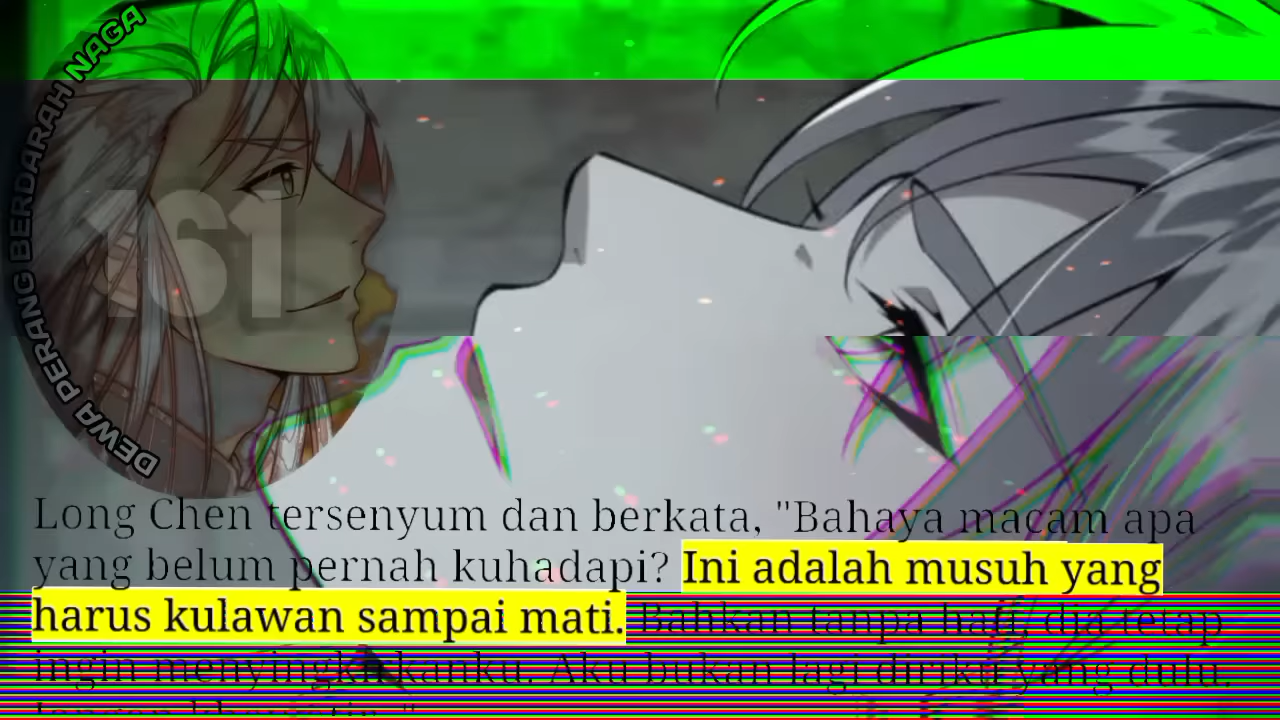 DEWA PERANG BERDARAH NAGA
161
Long Chen tersenyum dan berkata, "Bahaya macam apa
yang belum pernah kuhadapi? Ini adalah musuh yang
harus kulawan sampai mati. Bahkan tanpa hati, dia tetap
ingin menyingkirkanku. Aku bukan lagi diriku yang dulu.
Jangan khawatir."